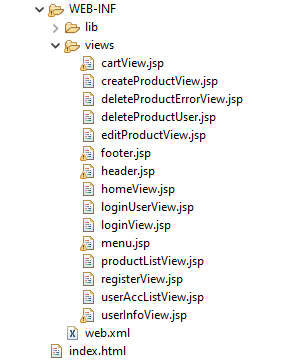 WEB-INF
lib
views
cartView.jsp
createProductView.jsp
deleteProductErrorView.jsp
deleteProductUser.jsp
editProductView.jsp
footer.jsp
header.jsp
homeView.jsp
loginUserView.jsp
loginView.jsp
menu.jsp
productListView.jsp
registerView.jsp
userAccListView.jsp
userInfoView.jsp
web.xml
index.html